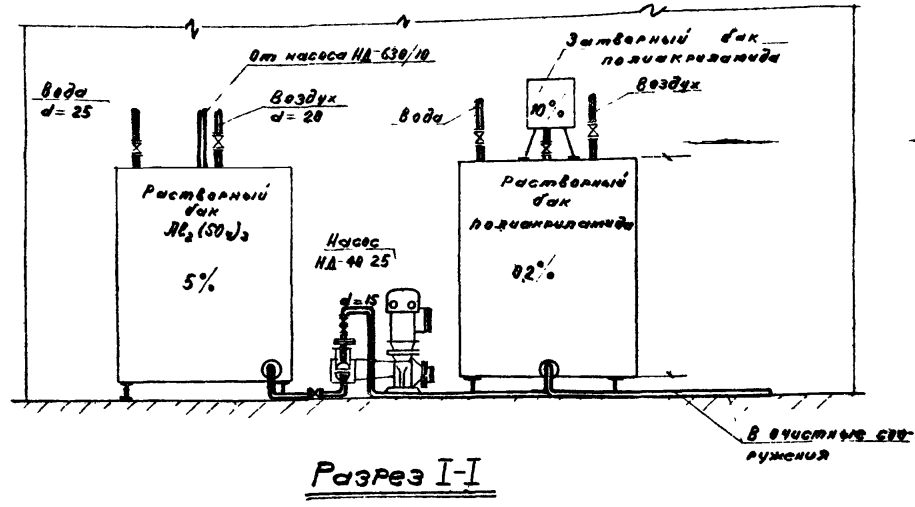 От насоса НД-630/10
Вода
d=25
Воздух
d=20
Затворный бак
полиакриламида
10%
Вода
Воздух
Растворный
бак
Al₂(SO₄)₃
5%
Растворный
бак
полиакриламида
0,2%
Насос
НД-40 25
d=15
В очистные соо-
ружения
Разрез I-I